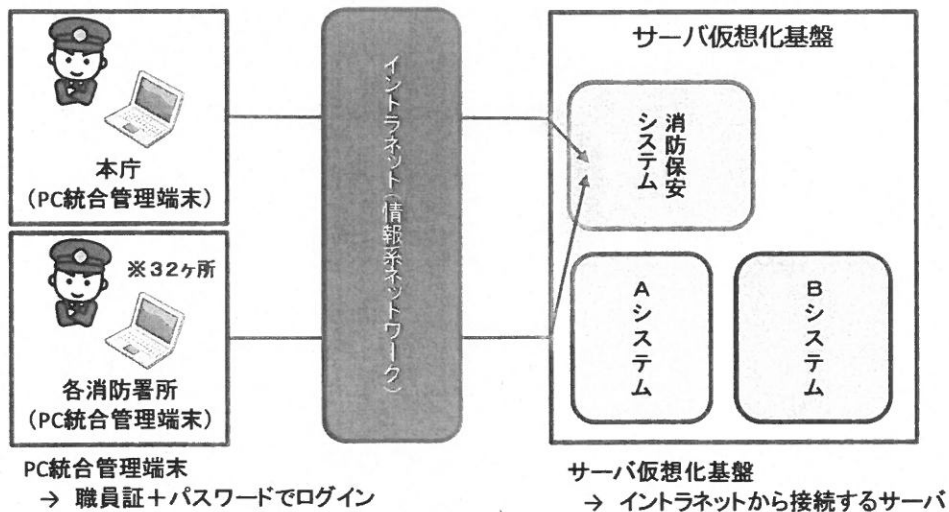 本庁
(PC統合管理端末)
※32ヶ所
各消防署所
(PC統合管理端末)
イントラネット(情報系ネットワーク)
サーバ仮想化基盤
消防保安
システム
Aシステム
Bシステム
PC統合管理端末
→ 職員証+パスワードでログイン
サーバ仮想化基盤
→ イントラネットから接続するサーバ